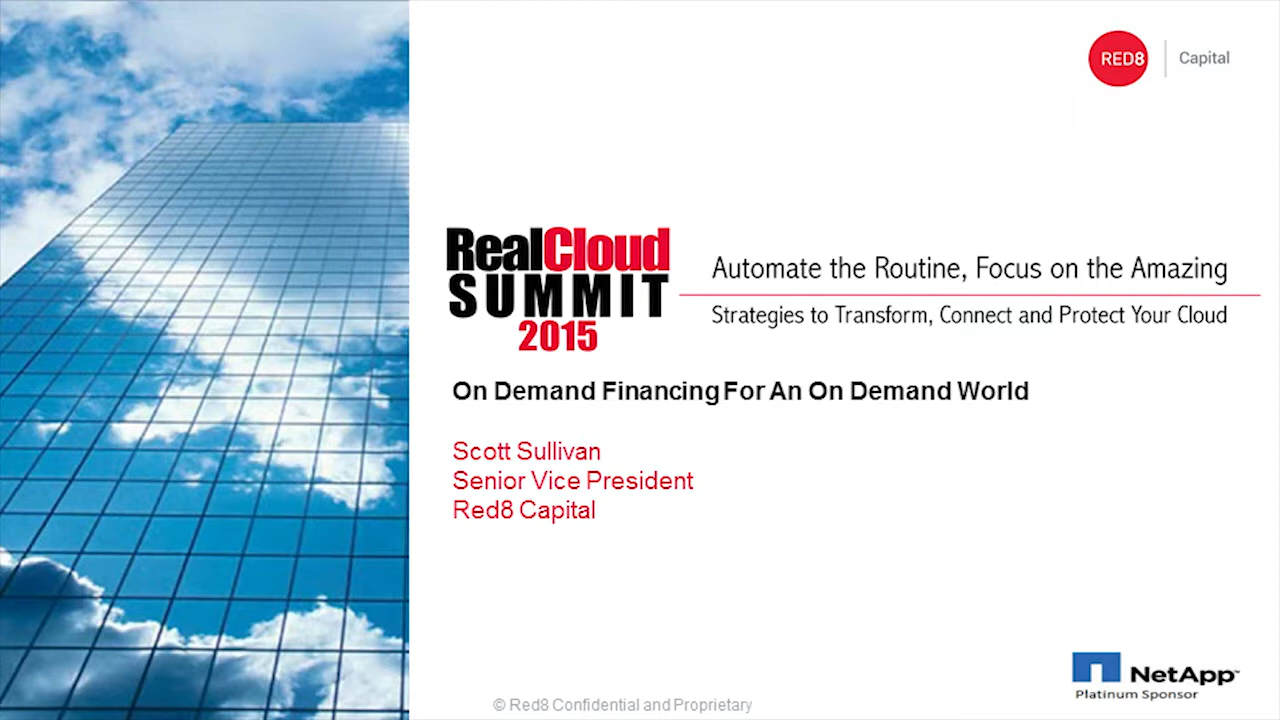 RED8 Capital
RealCloud
SUMMIT
2015
Automate the Routine, Focus on the Amazing
Strategies to Transform, Connect and Protect Your Cloud
On Demand Financing For An On Demand World
Scott Sullivan
Senior Vice President
Red8 Capital
NetApp™
Platinum Sponsor
© Red8 Confidential and Proprietary